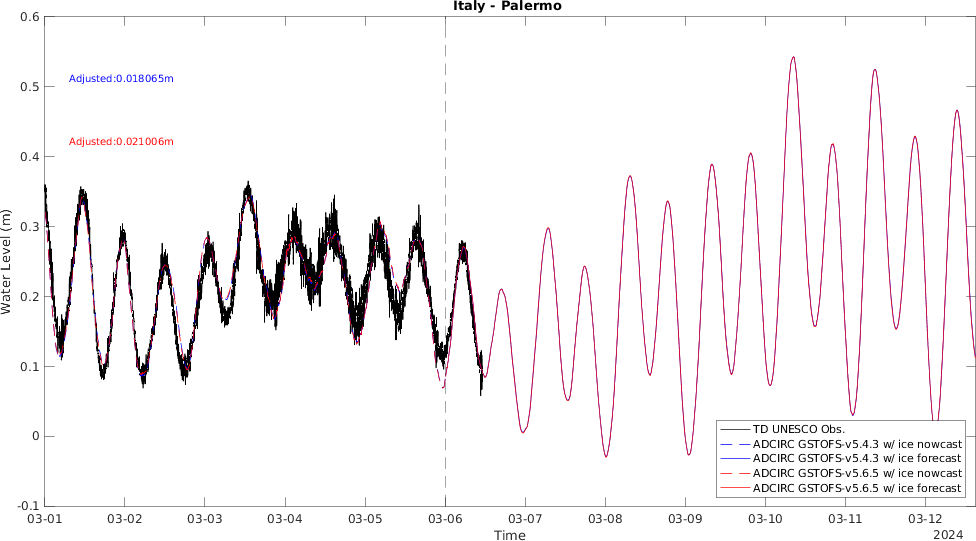 Italy - Palermo
0.6
0.5
0.4
0.3
0.2
0.1
0
-0.1
Water Level (m)
Adjusted:0.018065m
Adjusted:0.021006m
TD UNESCO Obs.
ADCIRC GSTOFS-v5.4.3 w/ ice nowcast
ADCIRC GSTOFS-v5.4.3 w/ ice forecast
ADCIRC GSTOFS-v5.6.5 w/ ice nowcast
ADCIRC GSTOFS-v5.6.5 w/ ice forecast
03-01 03-02 03-03 03-04 03-05 03-06 03-07 03-08 03-09 03-10 03-11 03-12
Time
2024